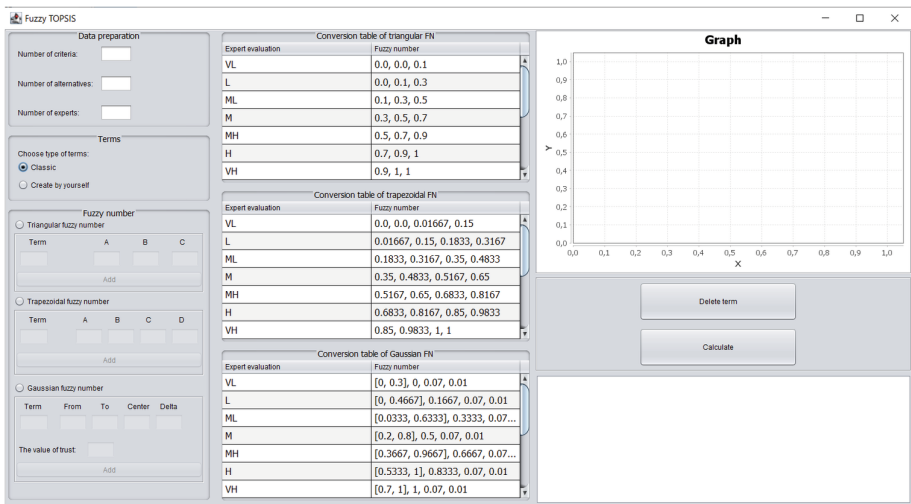 Fuzzy TOPSIS
Data preparation
Number of criteria:
Number of alternatives:
Number of experts:
Terms
Choose type of terms:
Classic
Create by yourself
Fuzzy number
Triangular fuzzy number
Term A B C
Add
Trapezoidal fuzzy number
Term A B C D
Add
Gaussian fuzzy number
Term From To Center Delta
The value of trust:
Add
Conversion table of triangular FN
Expert evaluation Fuzzy number
VL 0.0, 0.0, 0.1
L 0.0, 0.1, 0.3
ML 0.1, 0.3, 0.5
M 0.3, 0.5, 0.7
MH 0.5, 0.7, 0.9
H 0.7, 0.9, 1
VH 0.9, 1, 1
Conversion table of trapezoidal FN
Expert evaluation Fuzzy number
VL 0.0, 0.0, 0.01667, 0.15
L 0.01667, 0.15, 0.1833, 0.3167
ML 0.1833, 0.3167, 0.35, 0.4833
M 0.35, 0.4833, 0.5167, 0.65
MH 0.5167, 0.65, 0.6833, 0.8167
H 0.6833, 0.8167, 0.85, 0.9833
VH 0.85, 0.9833, 1, 1
Conversion table of Gaussian FN
Expert evaluation Fuzzy number
VL [0, 0.3], 0, 0.07, 0.01
L [0, 0.4667], 0.1667, 0.07, 0.01
ML [0.0333, 0.6333], 0.3333, 0.07...
M [0.2, 0.8], 0.5, 0.07, 0.01
MH [0.3667, 0.9667], 0.6667, 0.07...
H [0.5333, 1], 0.8333, 0.07, 0.01
VH [0.7, 1], 1, 0.07, 0.01
Graph
1,0
0,9
0,8
0,7
0,6
0,5
0,4
0,3
0,2
0,1
0,0
Y
0,0 0,1 0,2 0,3 0,4 0,5 0,6 0,7 0,8 0,9 1,0
X
Delete term
Calculate